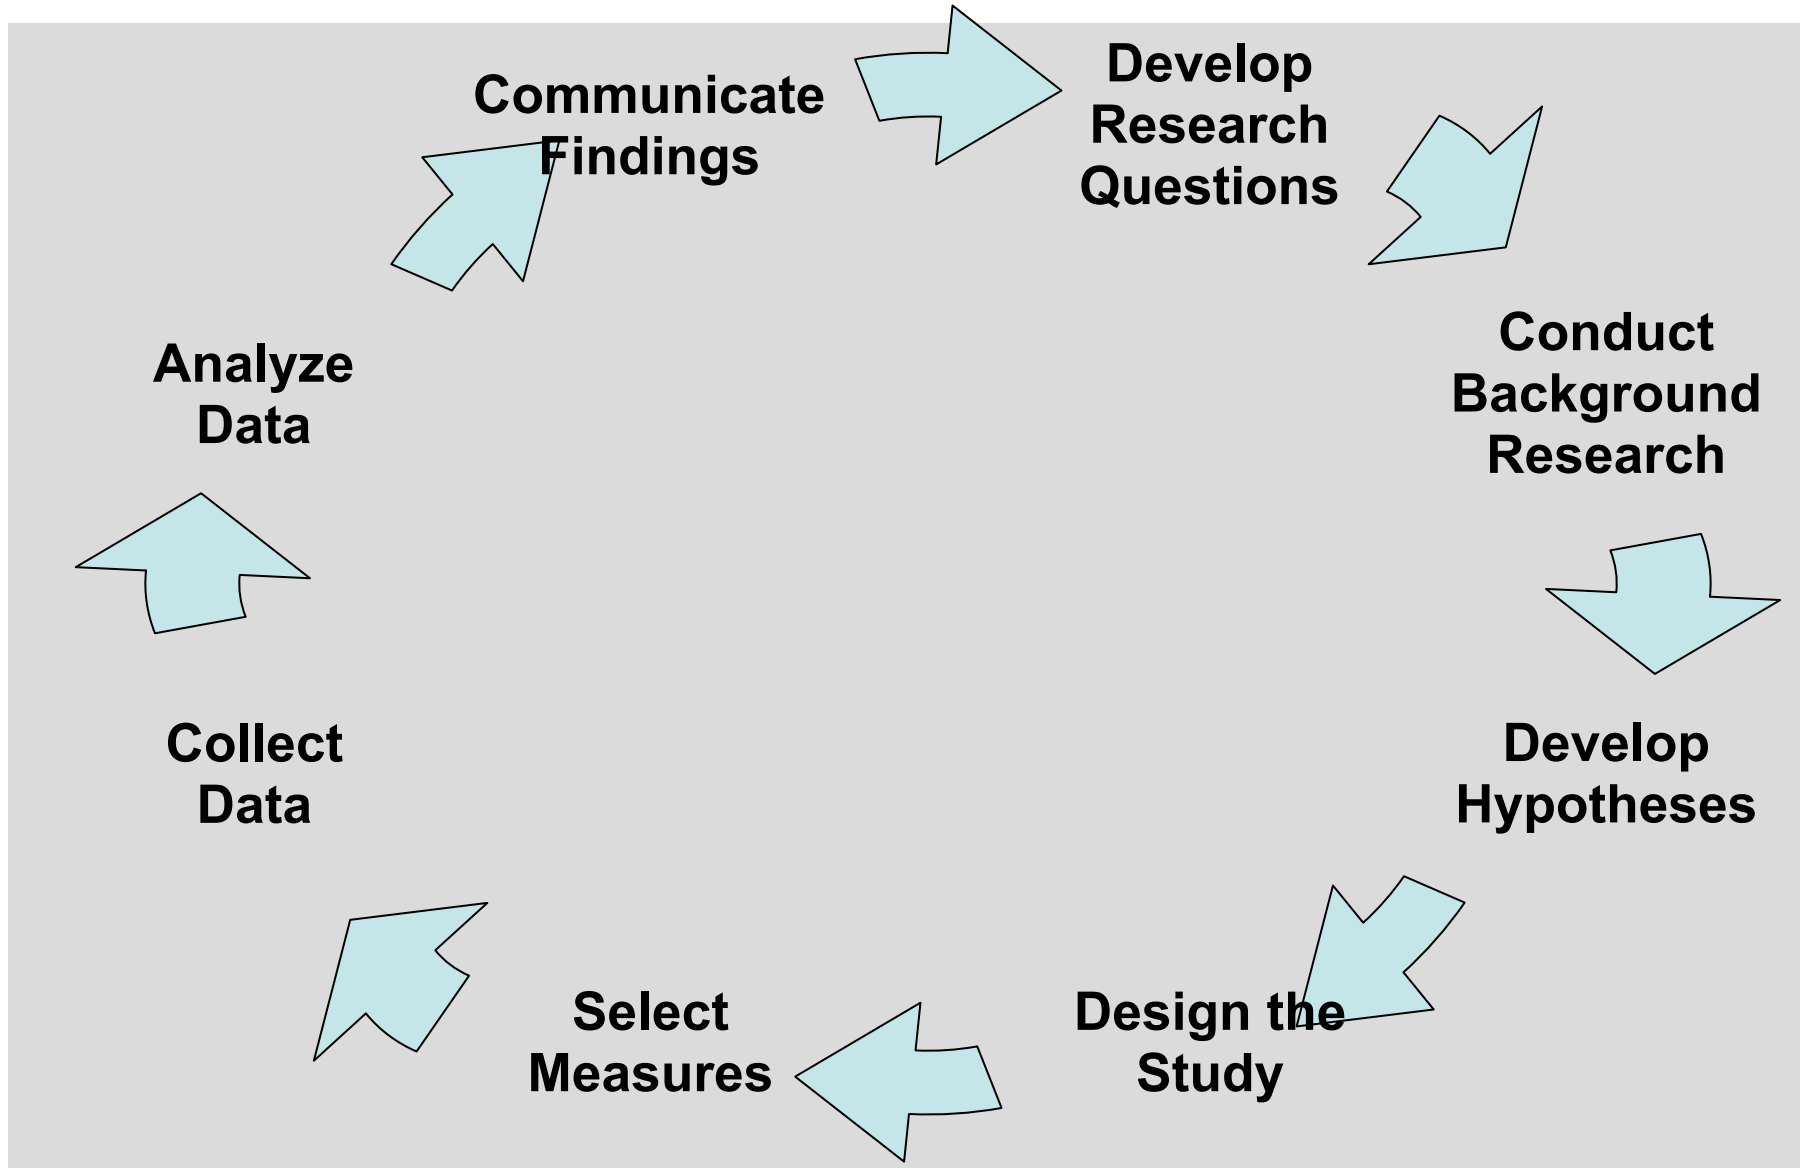 Communicate
Findings
Develop
Research
Questions
Conduct
Background
Research
Develop
Hypotheses
Design the
Study
Select
Measures
Collect
Data
Analyze
Data